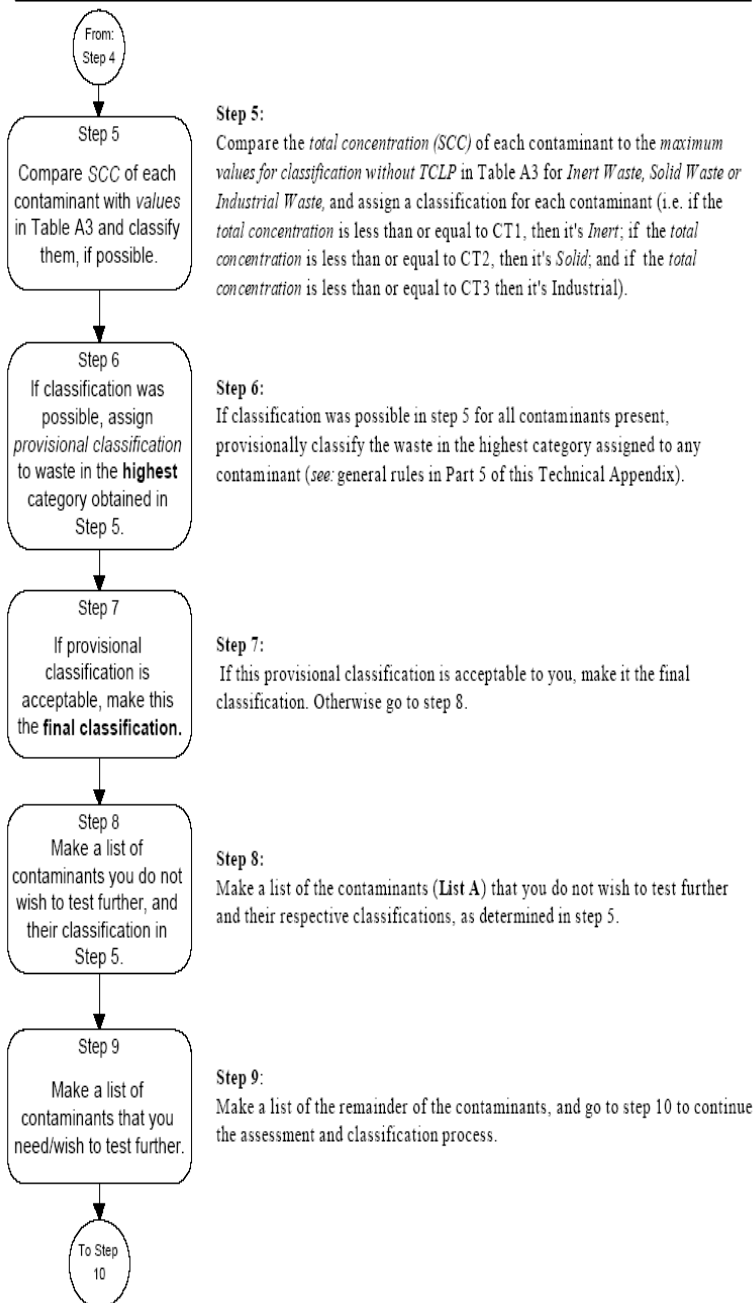 From:
Step 4
Step 5
Compare SCC of each
contaminant with values
in Table A3 and classify
them, if possible.
Step 5:
Compare the total concentration (SCC) of each contaminant to the maximum
values for classification without TCLP in Table A3 for Inert Waste, Solid Waste or
Industrial Waste, and assign a classification for each contaminant (i.e. if the
total concentration is less than or equal to CT1, then it's Inert; if the total
concentration is less than or equal to CT2, then it's Solid; and if the total
concentration is less than or equal to CT3 then it's Industrial).
Step 6
If classification was
possible, assign
provisional classification
to waste in the highest
category obtained in
Step 5.
Step 6:
If classification was possible in step 5 for all contaminants present,
provisionally classify the waste in the highest category assigned to any
contaminant (see: general rules in Part 5 of this Technical Appendix).
Step 7
If provisional
classification is
acceptable, make this
the final classification.
Step 7:
If this provisional classification is acceptable to you, make it the final
classification. Otherwise go to step 8.
Step 8
Make a list of
contaminants you do not
wish to test further, and
their classification in
Step 5.
Step 8:
Make a list of the contaminants (List A) that you do not wish to test further
and their respective classifications, as determined in step 5.
Step 9
Make a list of
contaminants that you
need/wish to test further.
Step 9:
Make a list of the remainder of the contaminants, and go to step 10 to continue
the assessment and classification process.
To Step
10